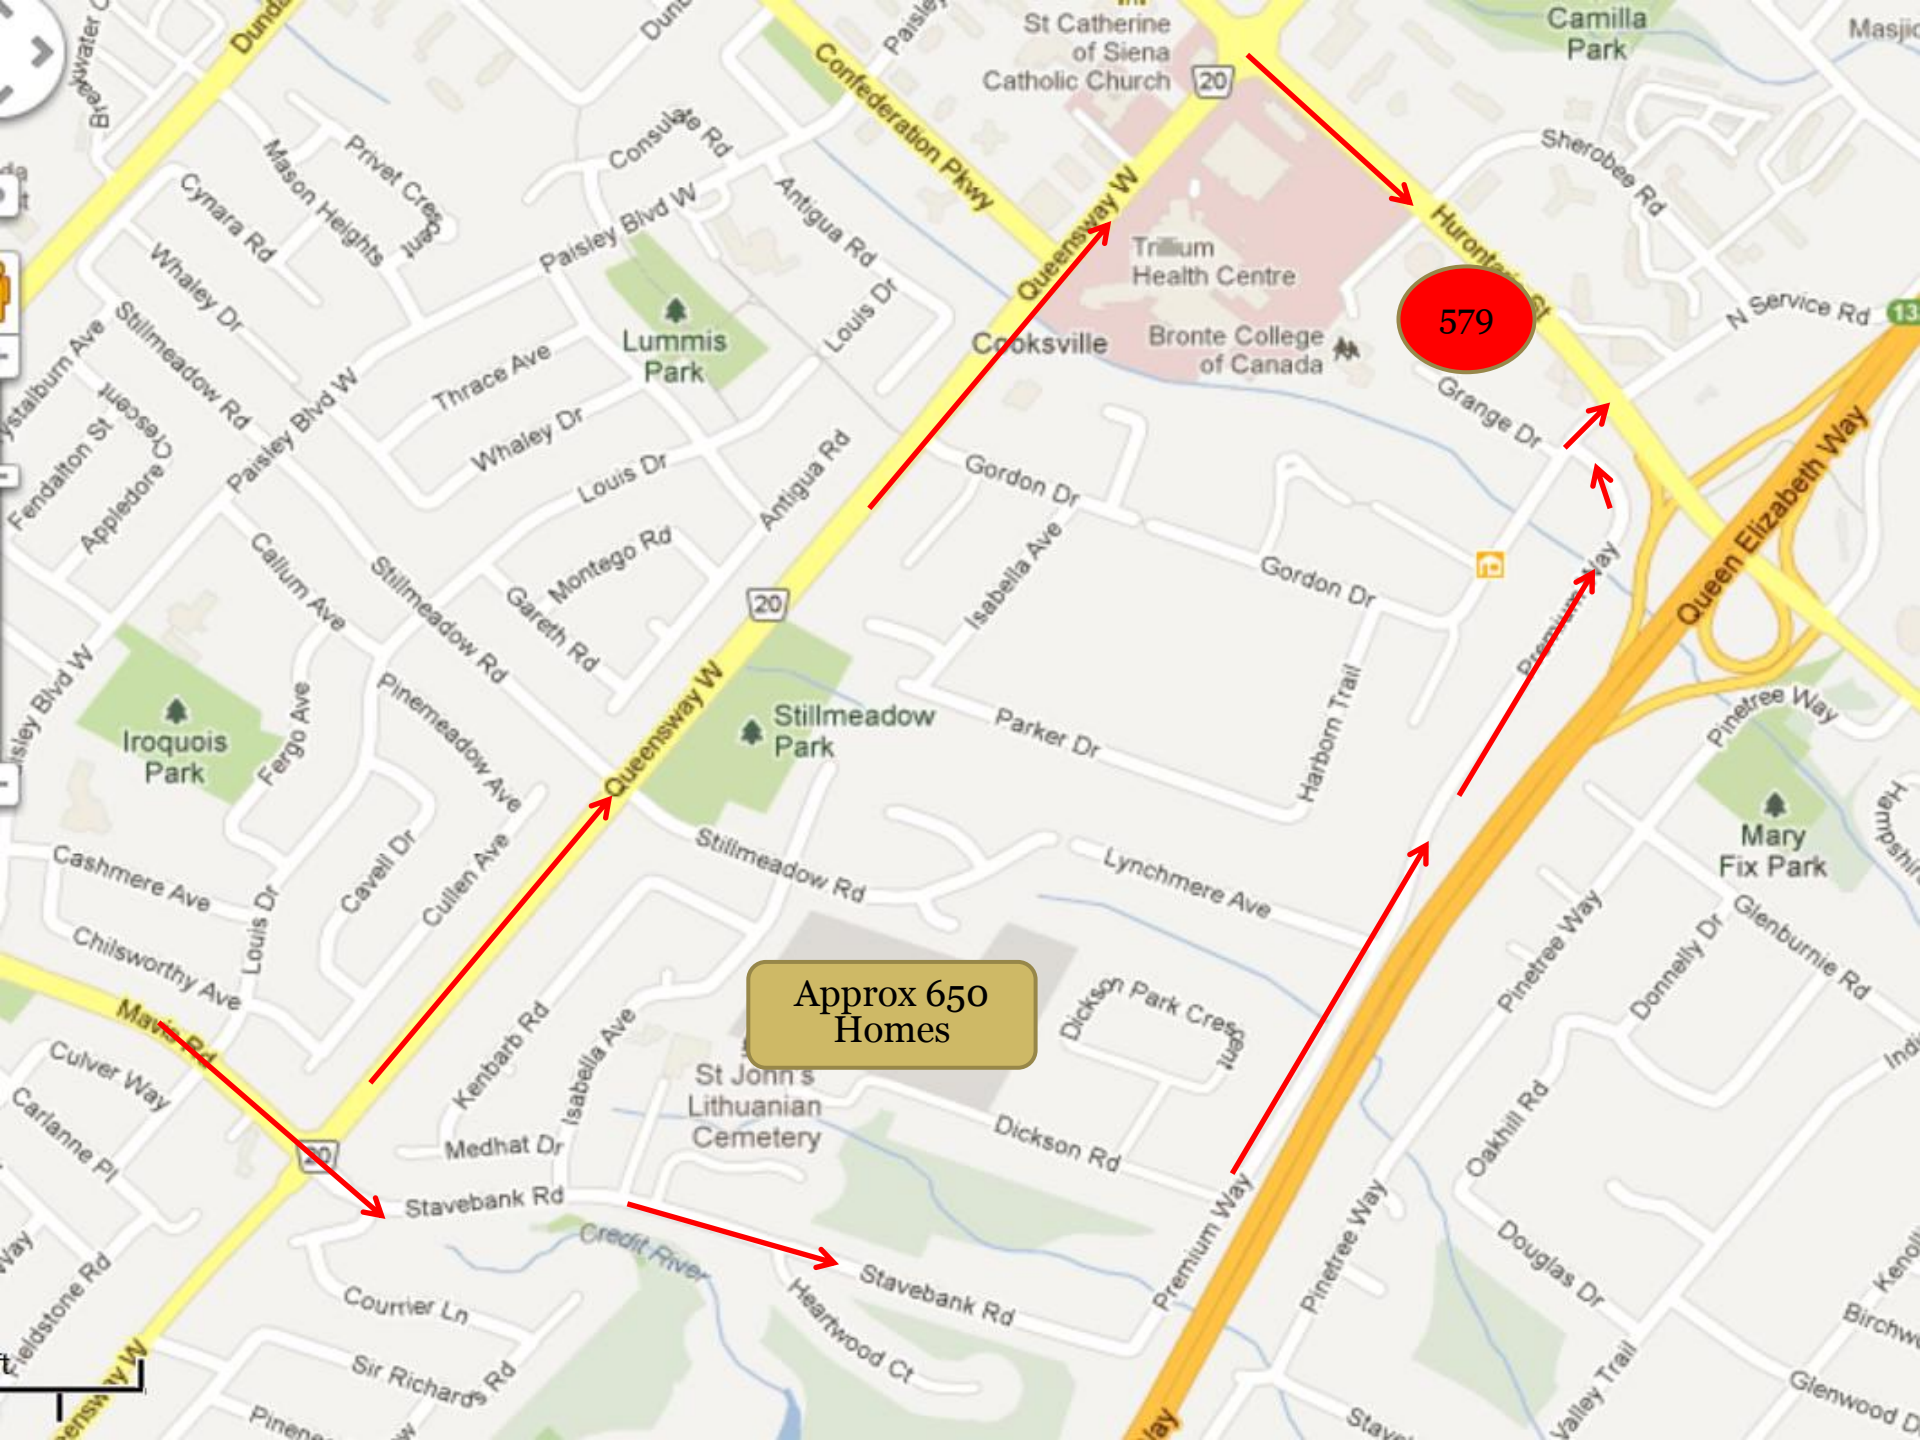 St Catherine
of Siena
Catholic Church
Camilla
Park
Masjid
Confederation Pkwy
Paisley
20
Consulate Rd
Privet Crescent
Mason Heights
Cynara Rd
Whaley Dr
Paisley Blvd W
Antigua Rd
Queensway W
Sherobee Rd
Hurontario St
Trillium
Health Centre
Bronte College
of Canada
Cooksville
579
N Service Rd
13
Lummis
Park
Louis Dr
Stillmeadow Rd
Thrace Ave
Whaley Dr
Paisley Blvd W
Appledore Crescent
Fendalton St
Louis Dr
Antigua Rd
Grange Dr
Gordon Dr
Isabella Ave
Gordon Dr
Queen Elizabeth Way
Premium Way
Montego Rd
Gareth Rd
Callum Ave
Stillmeadow Rd
20
Queensway W
Harborn Trail
Pinetree Way
Stillmeadow
Park
Parker Dr
Iroquois
Park
Fergo Ave
Pinemeadow Ave
Mary
Fix Park
Cashmere Ave
Cavell Dr
Cullen Ave
Louis Dr
Stillmeadow Rd
Lynchmere Ave
Pinetree Way
Donnelly Dr
Glenburnie Rd
Chilsworthy Ave
Mavis Rd
Approx 650
Homes
Dickson Park Crescent
Kenbarb Rd
Isabella Ave
Culver Way
Carlanne Pl
St John's
Lithuanian
Cemetery
Dickson Rd
Oakhill Rd
20
Medhat Dr
Stavebank Rd
Credit River
Premium Way
Pinetree Way
Douglas Dr
Fieldstone Rd
Courrier Ln
Heartwood Ct
Stavebank Rd
Sir Richards Rd
Valley Trail
Glenwood D
ft